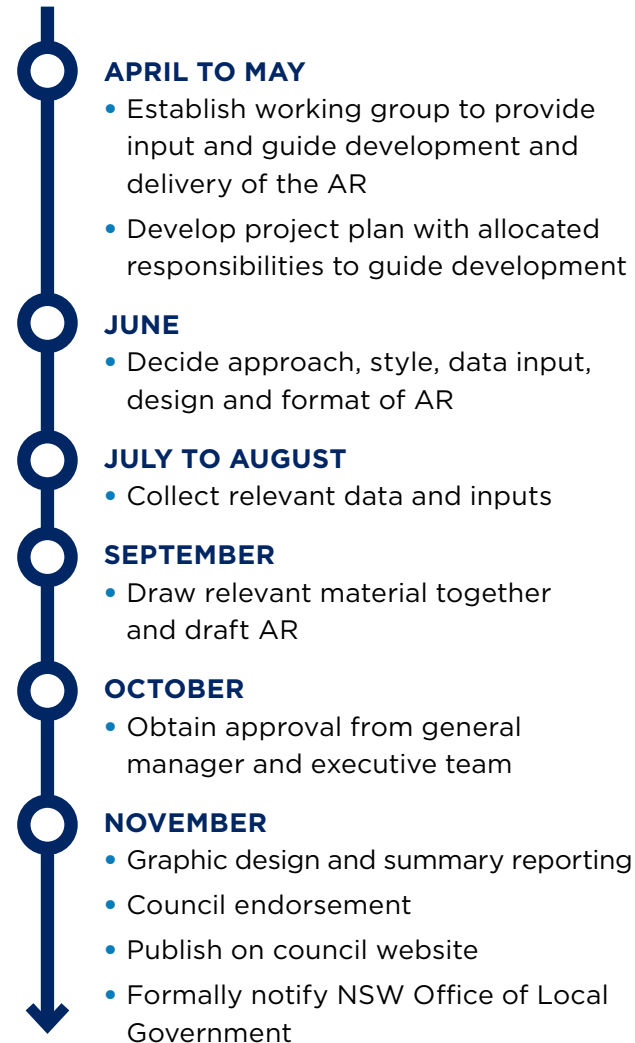 APRIL TO MAY
• Establish working group to provide
input and guide development and
delivery of the AR
• Develop project plan with allocated
responsibilities to guide development
JUNE
• Decide approach, style, data input,
design and format of AR
JULY TO AUGUST
• Collect relevant data and inputs
SEPTEMBER
• Draw relevant material together
and draft AR
OCTOBER
• Obtain approval from general
manager and executive team
NOVEMBER
• Graphic design and summary reporting
• Council endorsement
• Publish on council website
• Formally notify NSW Office of Local
Government